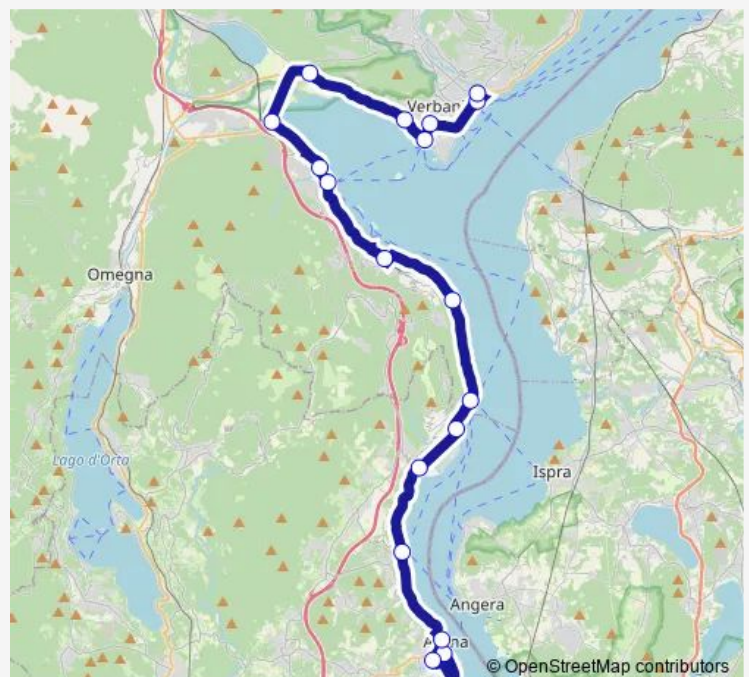 Verban
Omegna
Lago d'Orta
Ispra
Angera
© OpenStreetMap contributors